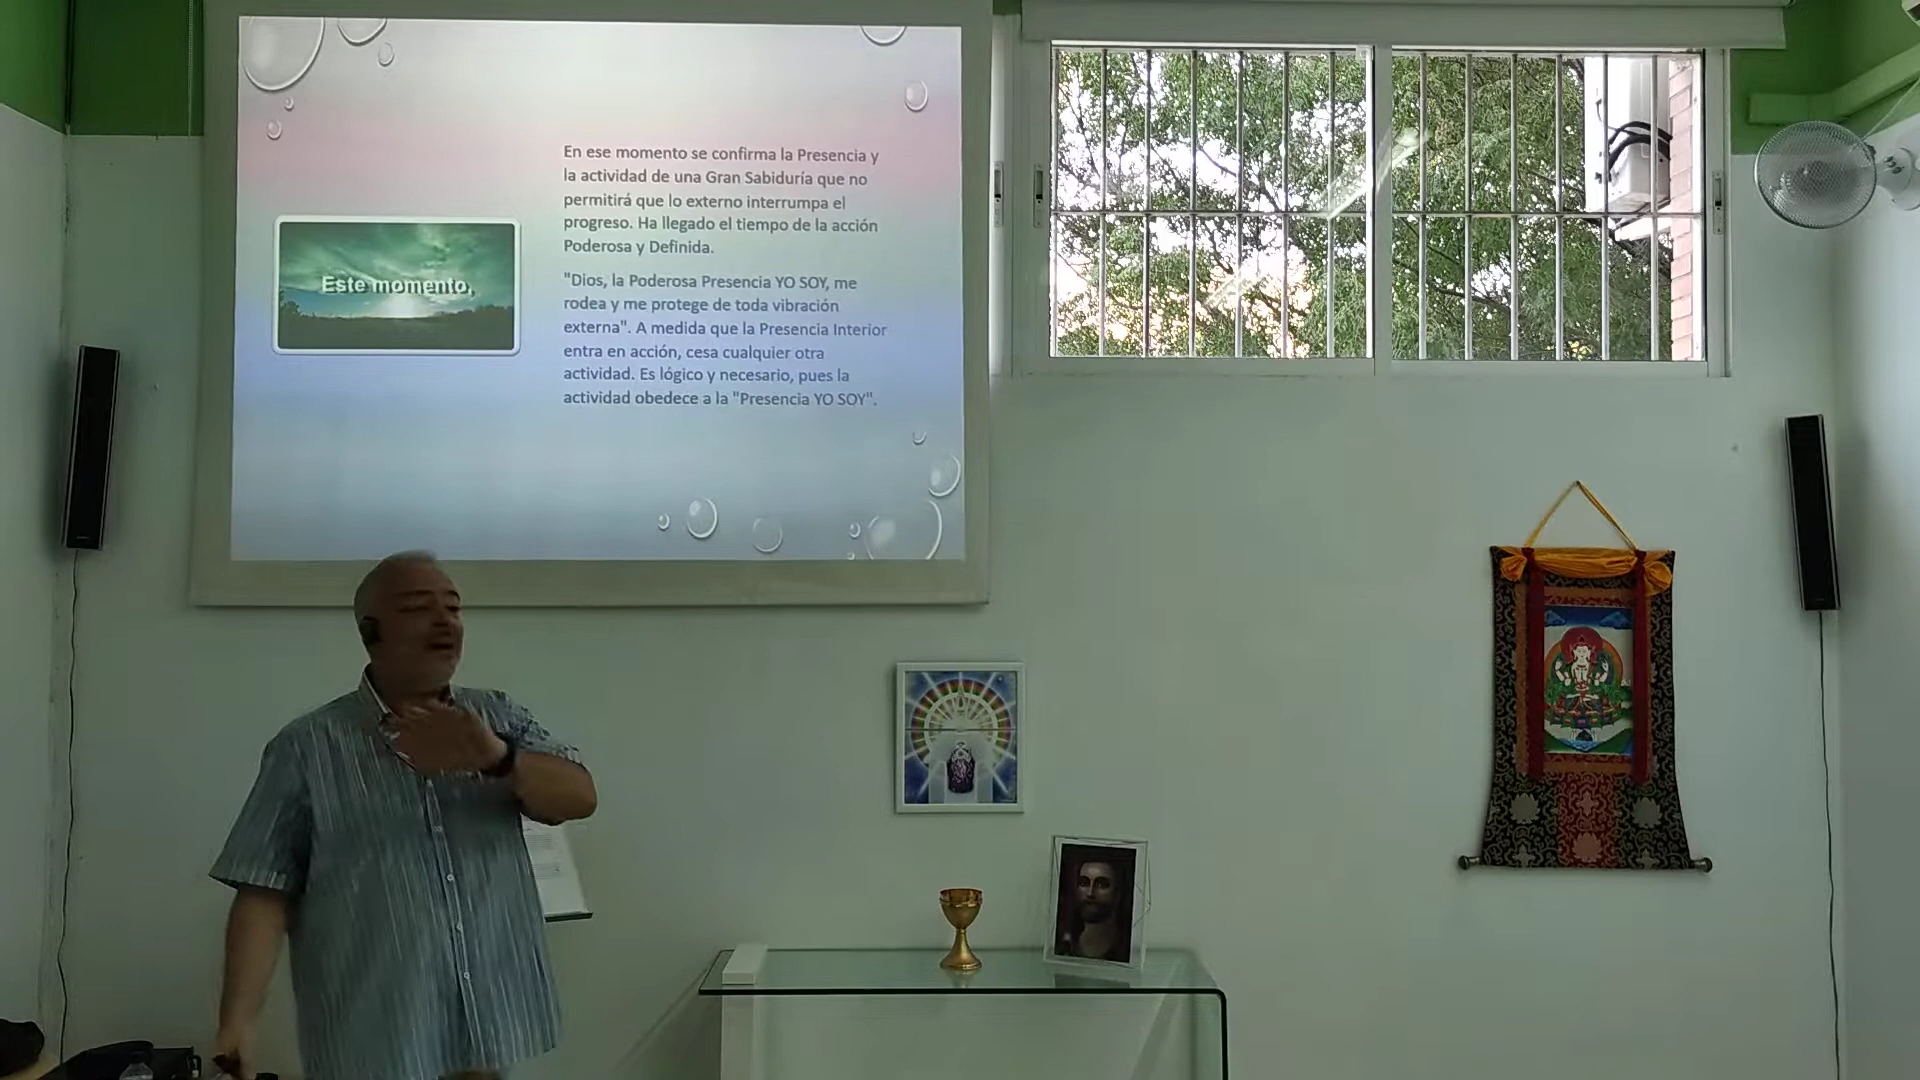 En ese momento se confirma la Presencia y
la actividad de una Gran Sabiduría que no
permitirá que lo externo interrumpa el
progreso. Ha llegado el tiempo de la acción
Poderosa y Definida.
"Dios, la Poderosa Presencia YO SOY, me
rodea y me protege de toda vibración
externa". A medida que la Presencia Interior
entra en acción, cesa cualquier otra
actividad. Es lógico y necesario, pues la
actividad obedece a la "Presencia YO SOY".
Este momento,